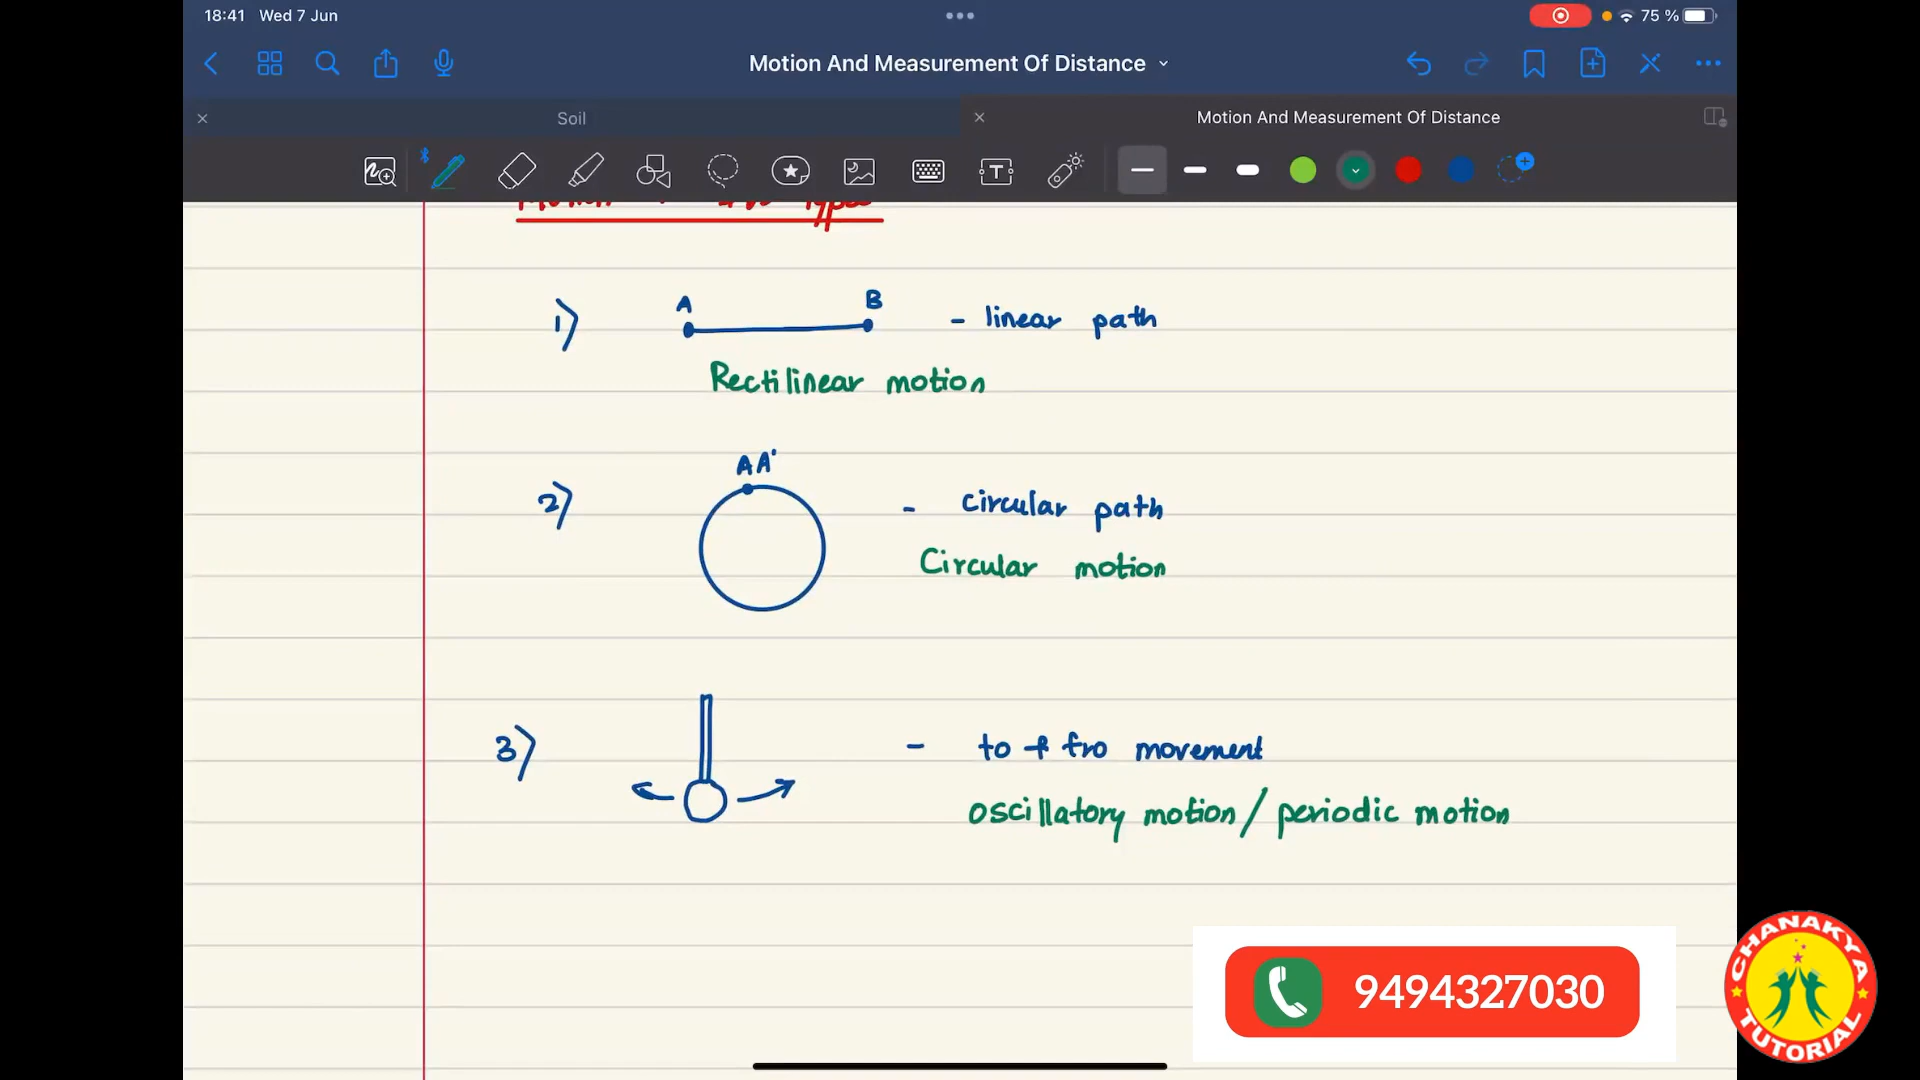 18:41 Wed 7 Jun
75 %
Motion And Measurement Of Distance
Soil
Motion And Measurement Of Distance
T
Motion types
1) A B - linear path
Rectilinear motion
A A'
2) - Circular path
Circular motion
3) - to & fro movement
oscillatory motion / periodic motion
9494327030
CHANAKYA
TUTORIAL